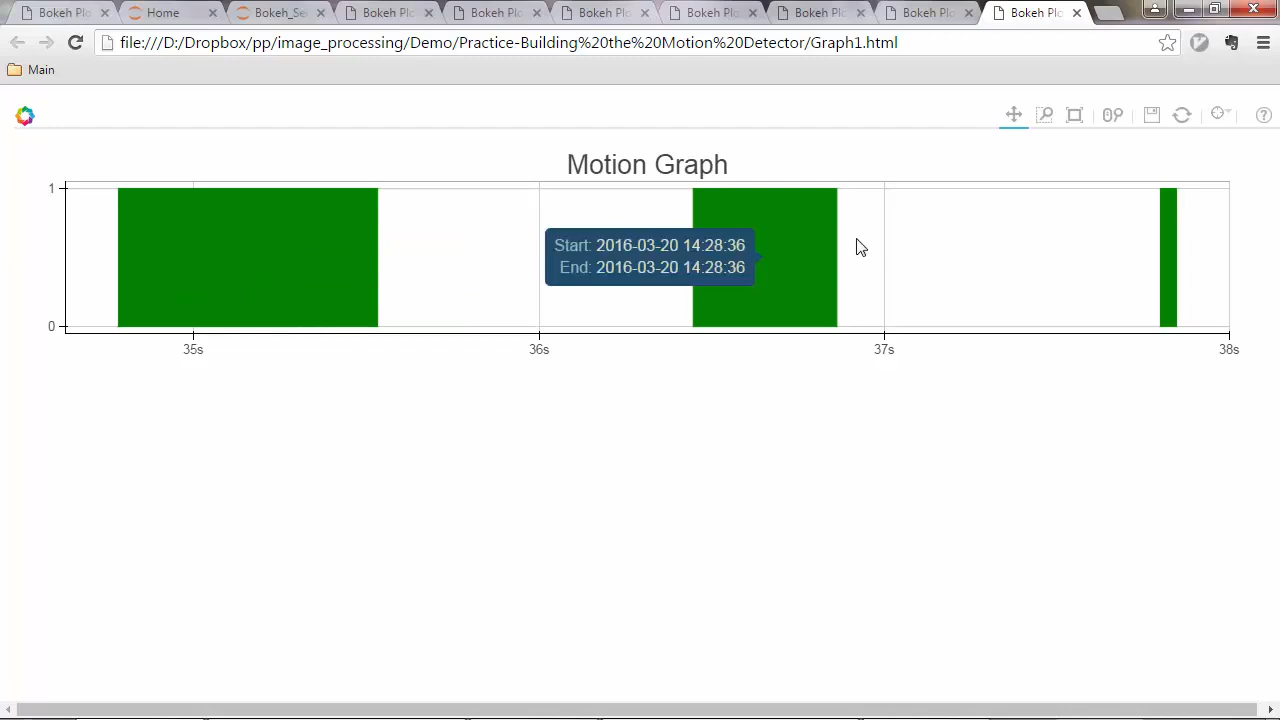 Bokeh Plo
Home
Bokeh_Se
Bokeh Plo
Bokeh Plo
Bokeh Plo
Bokeh Plo
Bokeh Plo
Bokeh Plo
Bokeh Plo
file:///D:/Dropbox/pp/image_processing/Demo/Practice-Building%20the%20Motion%20Detector/Graph1.html
Main
Motion Graph
1
Start: 2016-03-20 14:28:36
End: 2016-03-20 14:28:36
0
35s
36s
37s
38s